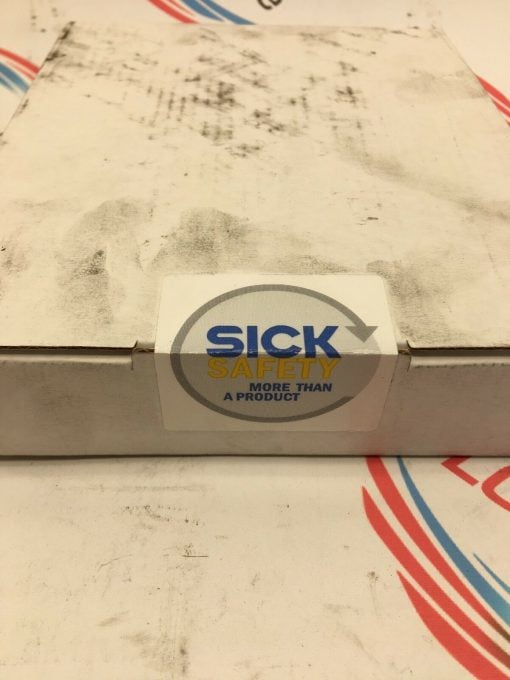 SICK
SAFETY
MORE THAN
A PRODUCT